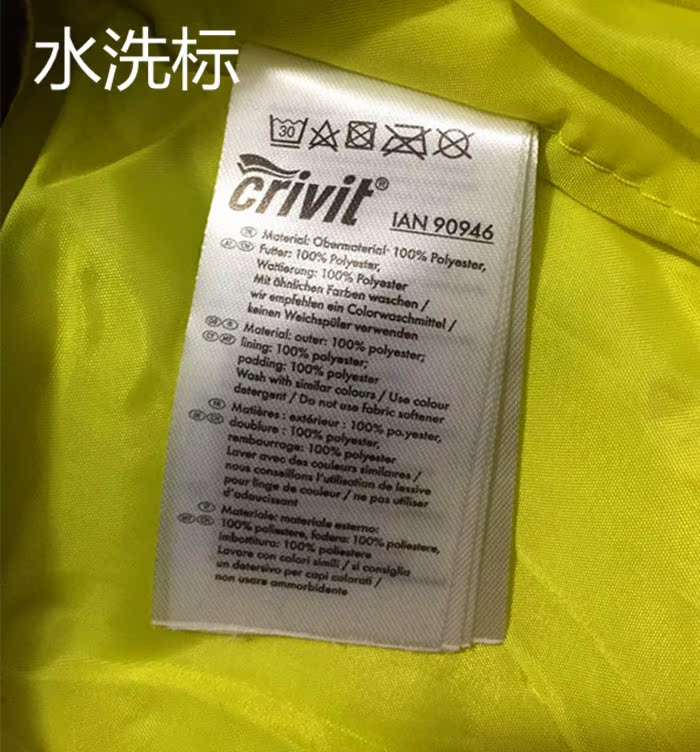 水洗标
30
crivit®
IAN 90946
DE Material: Obermaterial: 100% Polyester,
Futter: 100% Polyester,
Wattierung: 100% Polyester
Mit ähnlichen Farben waschen /
wir empfehlen ein Colorwaschmittel /
keinen Weichspüler verwenden
Material: outer: 100% polyester;
lining: 100% polyester;
padding: 100% polyester
Wash with similar colours / Use colour
detergent / Do not use fabric softener
Matières : extérieur : 100% po.yester,
doublure : 100% polyester,
rembourrage: 100% polyester
Laver avec des couleurs similaires /
nous conseillons l'utilisation de lessive
pour linge de couleur / ne pas utiliser
d'adoucissant
Materiale: materiale esterno:
100% poliestere, fodera: 100% poliestere,
imbottitura: 100% poliestere
Lavare con colori simili / si consiglia
un detersivo per capi colorati /
non usare ammorbidente